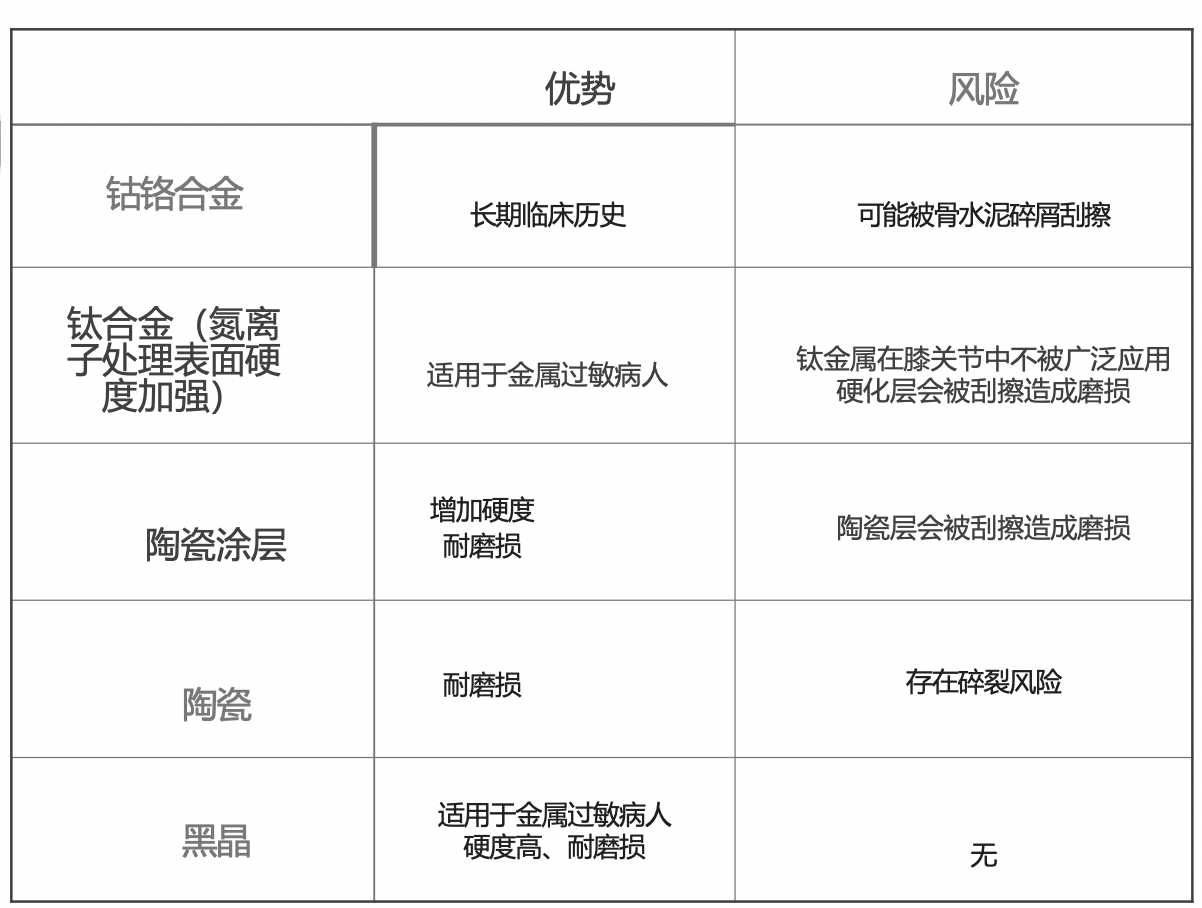 优势
风险
钴铬合金
长期临床历史
可能被骨水泥碎屑刮擦
钛合金（氮离
子处理表面硬
度加强）
适用于金属过敏病人
钛金属在膝关节中不被广泛应用
硬化层会被刮擦造成磨损
陶瓷涂层
增加硬度
耐磨损
陶瓷层会被刮擦造成磨损
陶瓷
耐磨损
存在碎裂风险
黑晶
适用于金属过敏病人
硬度高、耐磨损
无